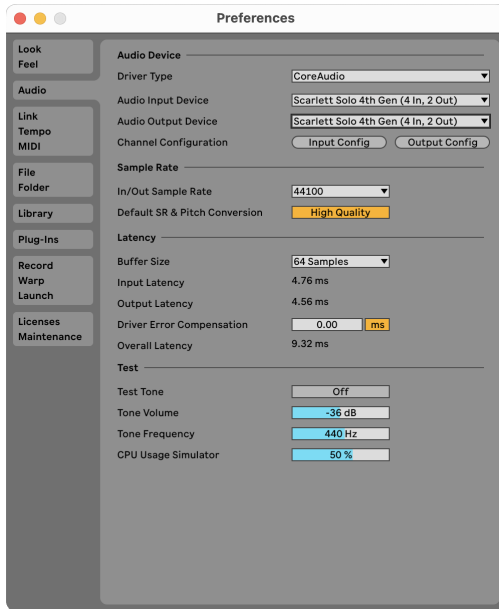 Preferences
Look
Feel
Audio
Link
Tempo
MIDI
File
Folder
Library
Plug-Ins
Record
Warp
Launch
Licenses
Maintenance
Audio Device
Driver Type CoreAudio
Audio Input Device Scarlett Solo 4th Gen (4 In, 2 Out)
Audio Output Device Scarlett Solo 4th Gen (4 In, 2 Out)
Channel Configuration Input Config Output Config
Sample Rate
In/Out Sample Rate 44100
Default SR & Pitch Conversion High Quality
Latency
Buffer Size 64 Samples
Input Latency 4.76 ms
Output Latency 4.56 ms
Driver Error Compensation 0.00 ms
Overall Latency 9.32 ms
Test
Test Tone Off
Tone Volume -36 dB
Tone Frequency 440 Hz
CPU Usage Simulator 50 %